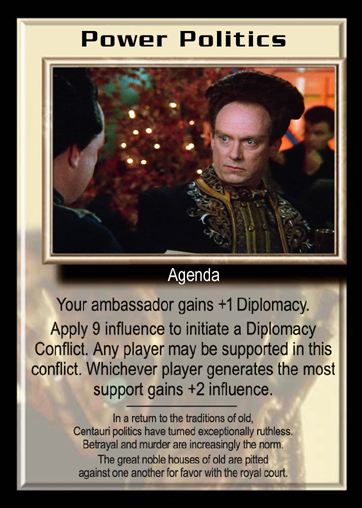 Power Politics
Agenda
Your ambassador gains +1 Diplomacy.
Apply 9 influence to initiate a Diplomacy
Conflict. Any player may be supported in this
conflict. Whichever player generates the most
support gains +2 influence.
In a return to the traditions of old,
Centauri politics have turned exceptionally ruthless.
Betrayal and murder are increasingly the norm.
The great noble houses of old are pitted
against one another for favor with the royal court.